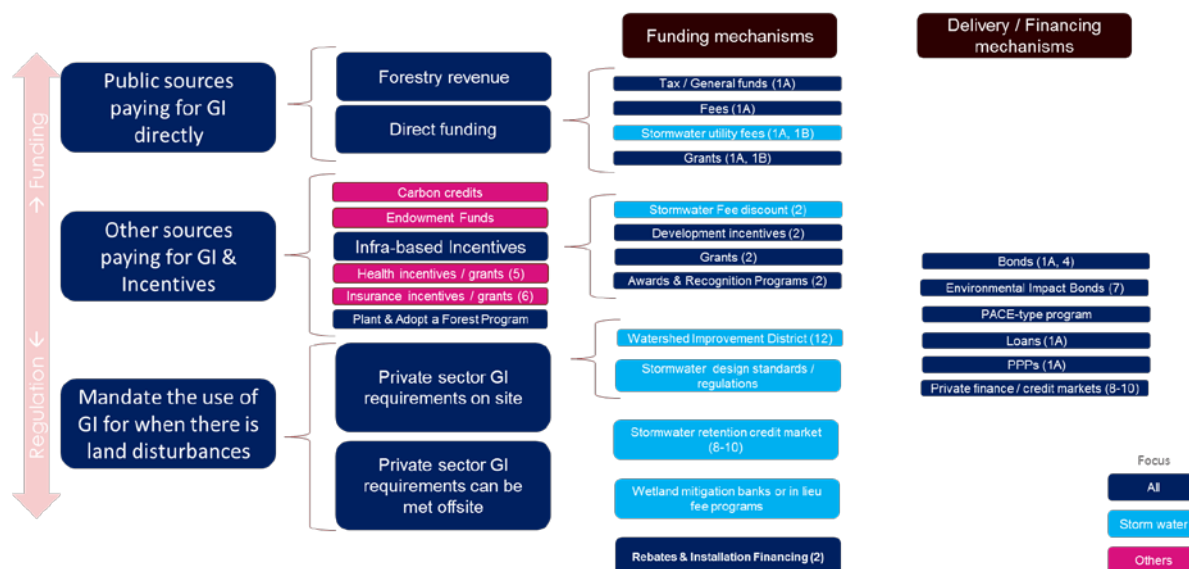 Funding mechanisms
Delivery / Financing
mechanisms
→ Funding
Regulation ←
Public sources
paying for GI
directly
Forestry revenue
Direct funding
Tax / General funds (1A)
Fees (1A)
Stormwater utility fees (1A, 1B)
Grants (1A, 1B)
Other sources
paying for GI &
Incentives
Carbon credits
Endowment Funds
Infra-based Incentives
Health incentives / grants (5)
Insurance incentives / grants (6)
Plant & Adopt a Forest Program
Stormwater Fee discount (2)
Development incentives (2)
Grants (2)
Awards & Recognition Programs (2)
Mandate the use of
GI for when there is
land disturbances
Private sector GI
requirements on site
Private sector GI
requirements can be
met offsite
Watershed Improvement District (12)
Stormwater design standards /
regulations
Stormwater retention credit market
(8-10)
Wetland mitigation banks or in lieu
fee programs
Rebates & Installation Financing (2)
Bonds (1A, 4)
Environmental Impact Bonds (7)
PACE-type program
Loans (1A)
PPPs (1A)
Private finance / credit markets (8-10)
Focus
All
Storm water
Others